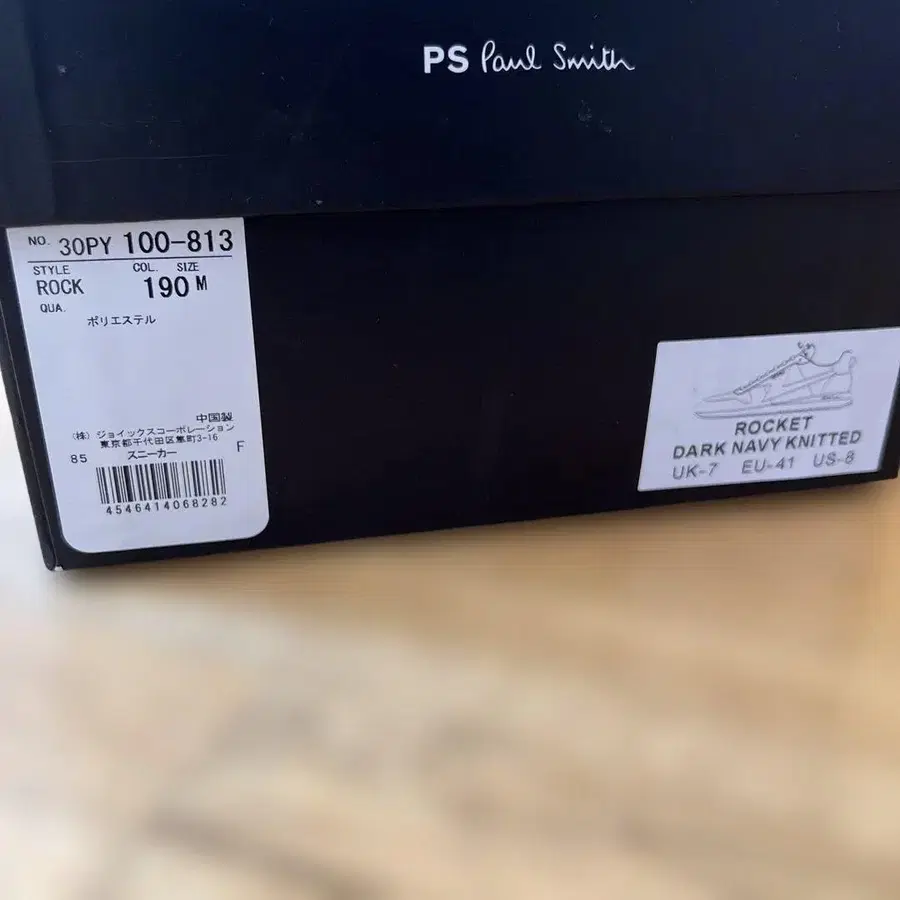 PS Paul Smith
NO. 30PY 100-813
STYLE COL. SIZE
ROCK 190 M
QUA.
ポリエステル
中国製
(株) ジョイックスコーポレーション
東京都千代田区隼町3-16
85 スニーカー F
4546414068282
ROCKET
DARK NAVY KNITTED
UK-7 EU-41 US-8